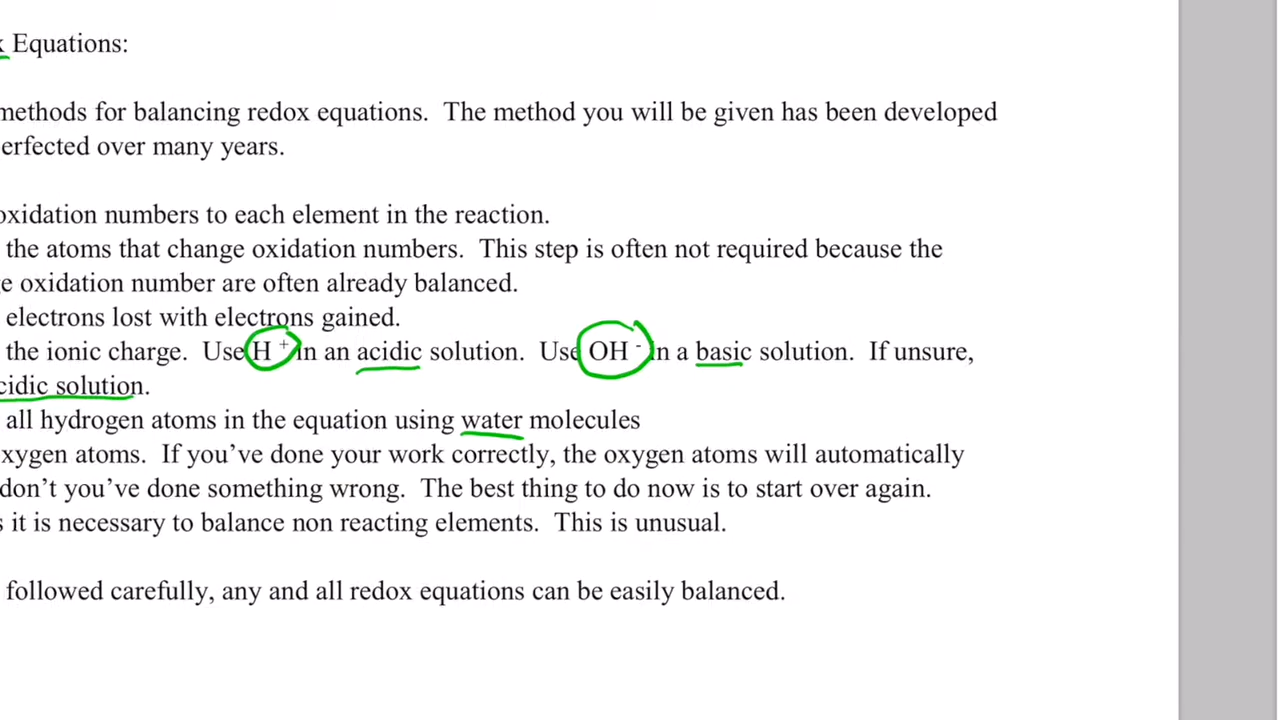 Equations:
methods for balancing redox equations. The method you will be given has been developed
erfected over many years.
oxidation numbers to each element in the reaction.
the atoms that change oxidation numbers. This step is often not required because the
e oxidation number are often already balanced.
electrons lost with electrons gained.
the ionic charge. Use H + in an acidic solution. Use OH - in a basic solution. If unsure,
cidic solution.
all hydrogen atoms in the equation using water molecules
xygen atoms. If you’ve done your work correctly, the oxygen atoms will automatically
don’t you’ve done something wrong. The best thing to do now is to start over again.
s it is necessary to balance non reacting elements. This is unusual.
followed carefully, any and all redox equations can be easily balanced.